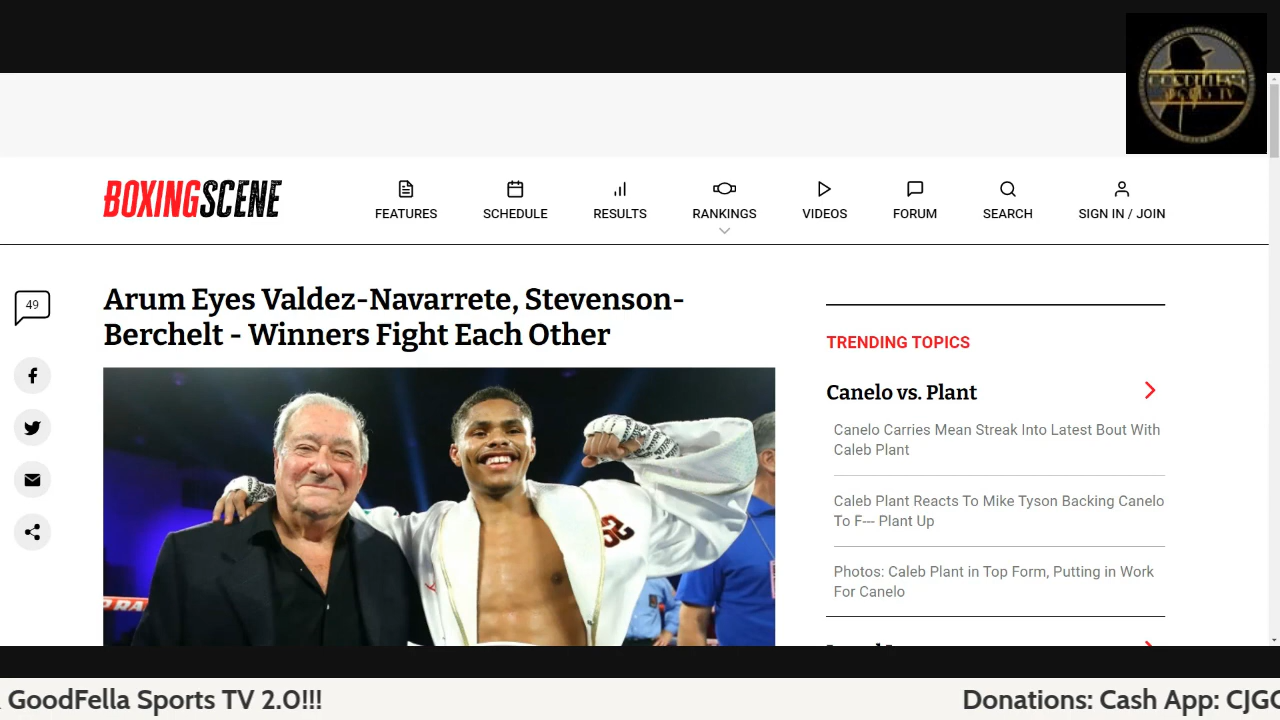 BOXINGSCENE
FEATURES
SCHEDULE
RESULTS
RANKINGS
VIDEOS
FORUM
SEARCH
SIGN IN / JOIN
49
Arum Eyes Valdez-Navarrete, Stevenson-
Berchelt - Winners Fight Each Other
TRENDING TOPICS
Canelo vs. Plant
Canelo Carries Mean Streak Into Latest Bout With
Caleb Plant
Caleb Plant Reacts To Mike Tyson Backing Canelo
To F--- Plant Up
Photos: Caleb Plant in Top Form, Putting in Work
For Canelo
GoodFella Sports TV 2.0!!!
Donations: Cash App: